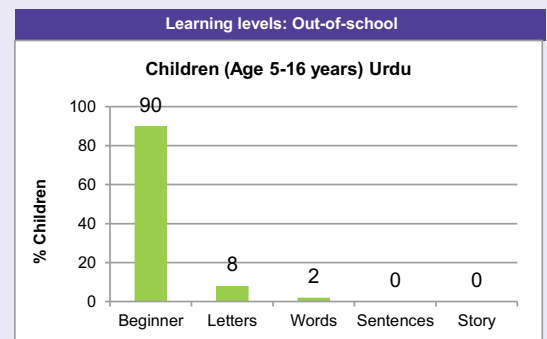 Learning levels: Out-of-school
Children (Age 5-16 years) Urdu
% Children
100
80
60
40
20
0
90
8
2
0
0
Beginner Letters Words Sentences Story